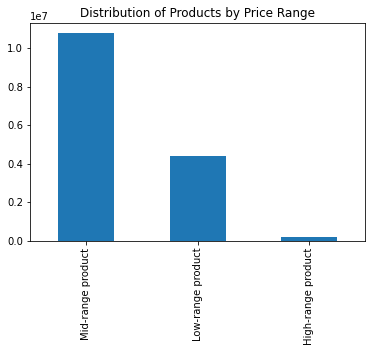 Distribution of Products by Price Range
1e7
1.0
0.8
0.6
0.4
0.2
0.0
Mid-range product
Low-range product
High-range product